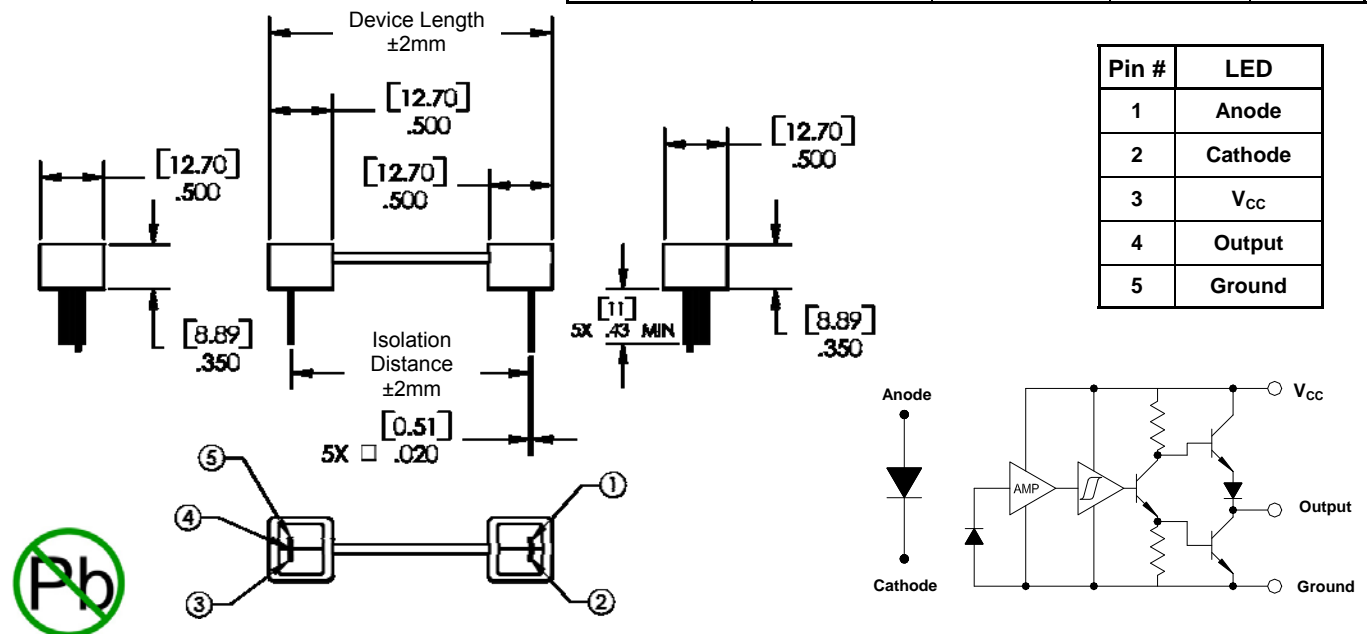 Device Length
±2mm
[12.70]
.500
[12.70]
.500
[12.70]
.500
[12.70]
.500
[8.89]
.350
[11]
5X .43 MIN
[8.89]
.350
Isolation
Distance
±2mm
[0.51]
5X □ .020
5
4
3
1
2
Pb
Pin # LED
1 Anode
2 Cathode
3 VCC
4 Output
5 Ground
Anode
Cathode
AMP
VCC
Output
Ground